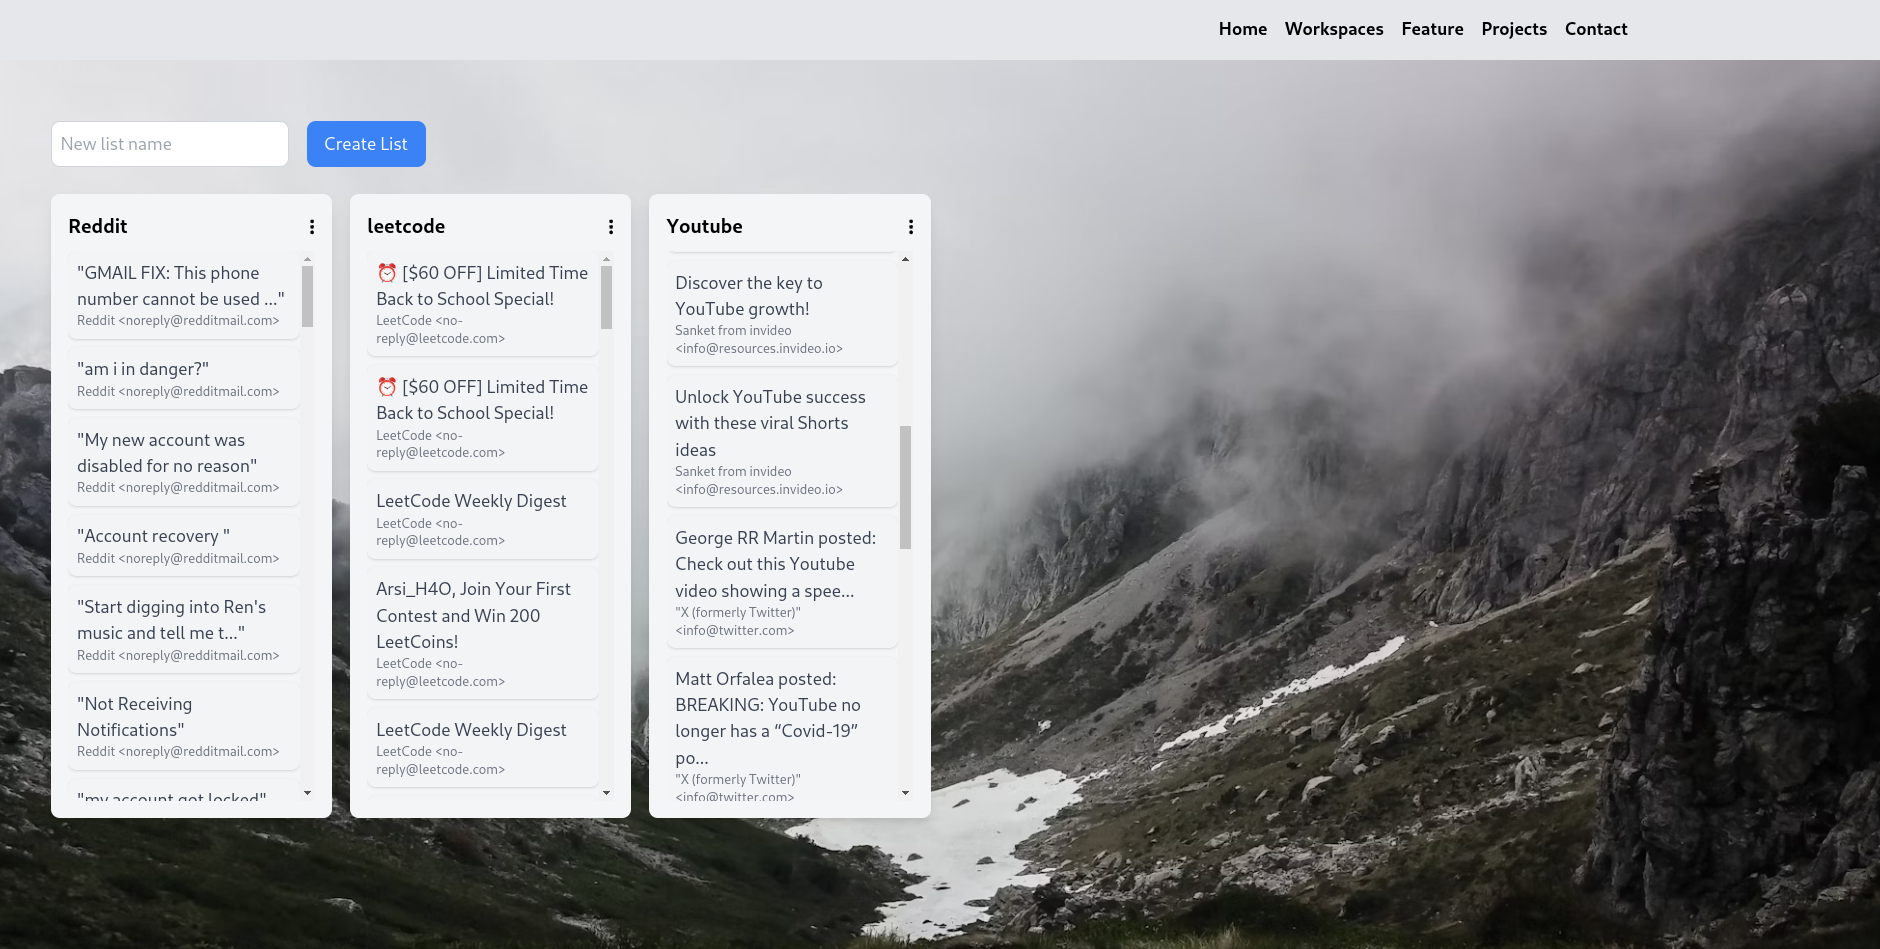 Home Workspaces Feature Projects Contact
New list name
Create List
Reddit
"GMAIL FIX: This phone
number cannot be used ..."
Reddit <noreply@redditmail.com>
"am i in danger?"
Reddit <noreply@redditmail.com>
"My new account was
disabled for no reason"
Reddit <noreply@redditmail.com>
"Account recovery "
Reddit <noreply@redditmail.com>
"Start digging into Ren's
music and tell me t..."
Reddit <noreply@redditmail.com>
"Not Receiving
Notifications"
Reddit <noreply@redditmail.com>
"my account got locked"
leetcode
⏰ [$60 OFF] Limited Time
Back to School Special!
LeetCode <no-
reply@leetcode.com>
⏰ [$60 OFF] Limited Time
Back to School Special!
LeetCode <no-
reply@leetcode.com>
LeetCode Weekly Digest
LeetCode <no-
reply@leetcode.com>
Arsi_H4O, Join Your First
Contest and Win 200
LeetCoins!
LeetCode <no-
reply@leetcode.com>
LeetCode Weekly Digest
LeetCode <no-
reply@leetcode.com>
Youtube
Discover the key to
YouTube growth!
Sanket from invideo
<info@resources.invideo.io>
Unlock YouTube success
with these viral Shorts
ideas
Sanket from invideo
<info@resources.invideo.io>
George RR Martin posted:
Check out this Youtube
video showing a spee...
"X (formerly Twitter)"
<info@twitter.com>
Matt Orfalea posted:
BREAKING: YouTube no
longer has a “Covid-19”
po...
"X (formerly Twitter)"
<info@twitter.com>